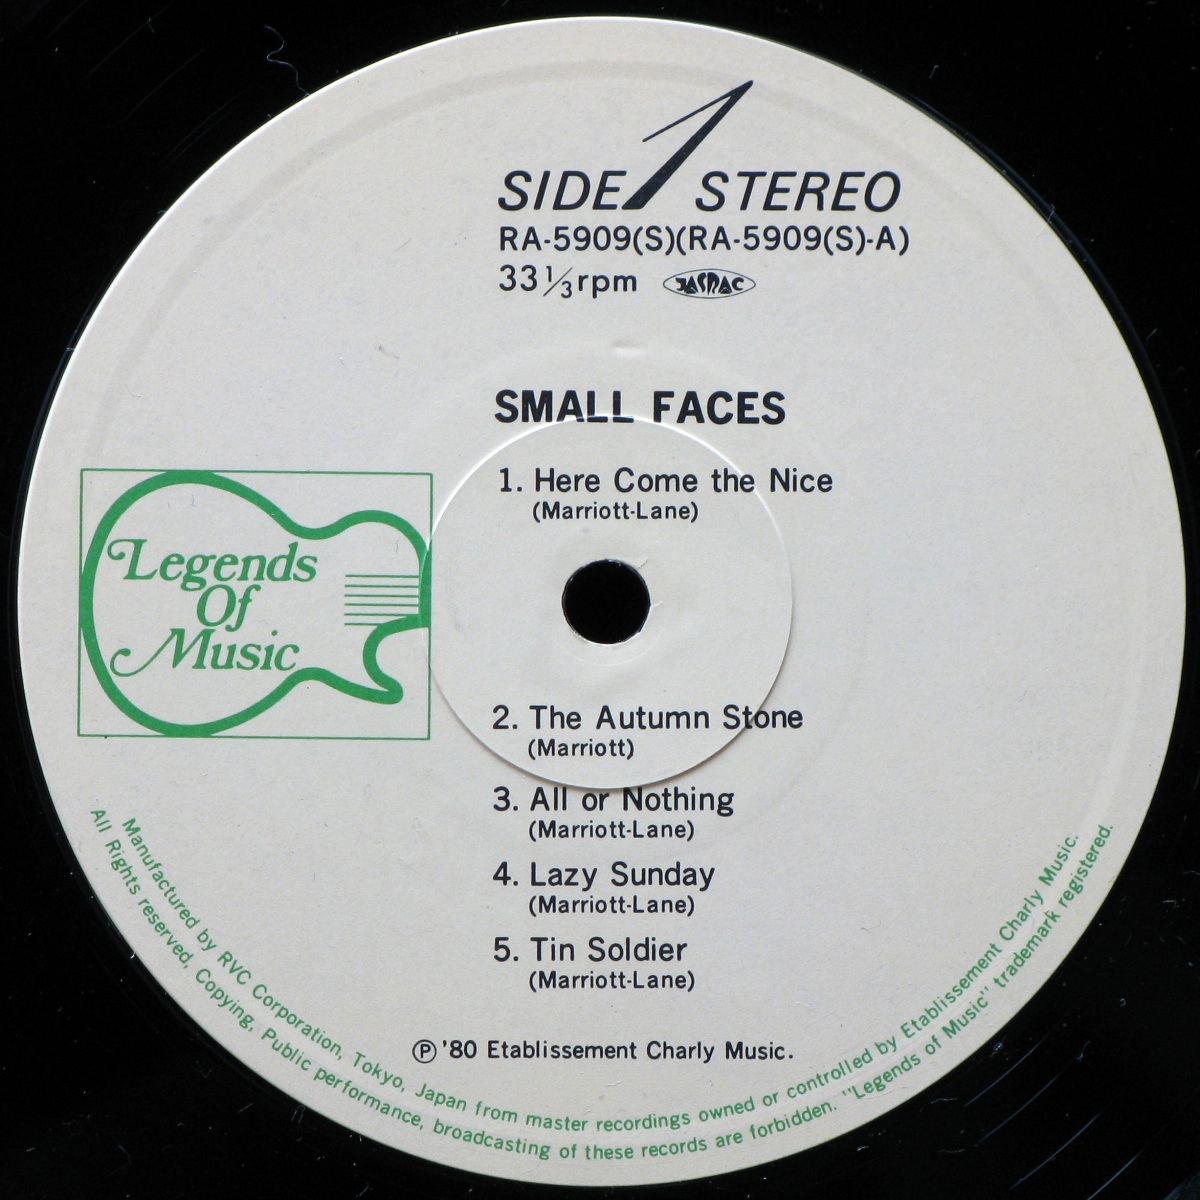 SIDE 1 STEREO
RA-5909(S)(RA-5909(S)-A)
33 1/3 rpm JASRAC
SMALL FACES
1. Here Come the Nice
(Marriott-Lane)
Legends
Of
Music
2. The Autumn Stone
(Marriott)
3. All or Nothing
(Marriott-Lane)
4. Lazy Sunday
(Marriott-Lane)
5. Tin Soldier
(Marriott-Lane)
Ⓟ '80 Etablissement Charly Music.
Manufactured by RVC Corporation, Tokyo, Japan from master recordings owned or controlled by Etablissement Charly Music.
All Rights reserved, Copying, Public performance, broadcasting of these records are forbidden. "Legends of Music" trademark registered.